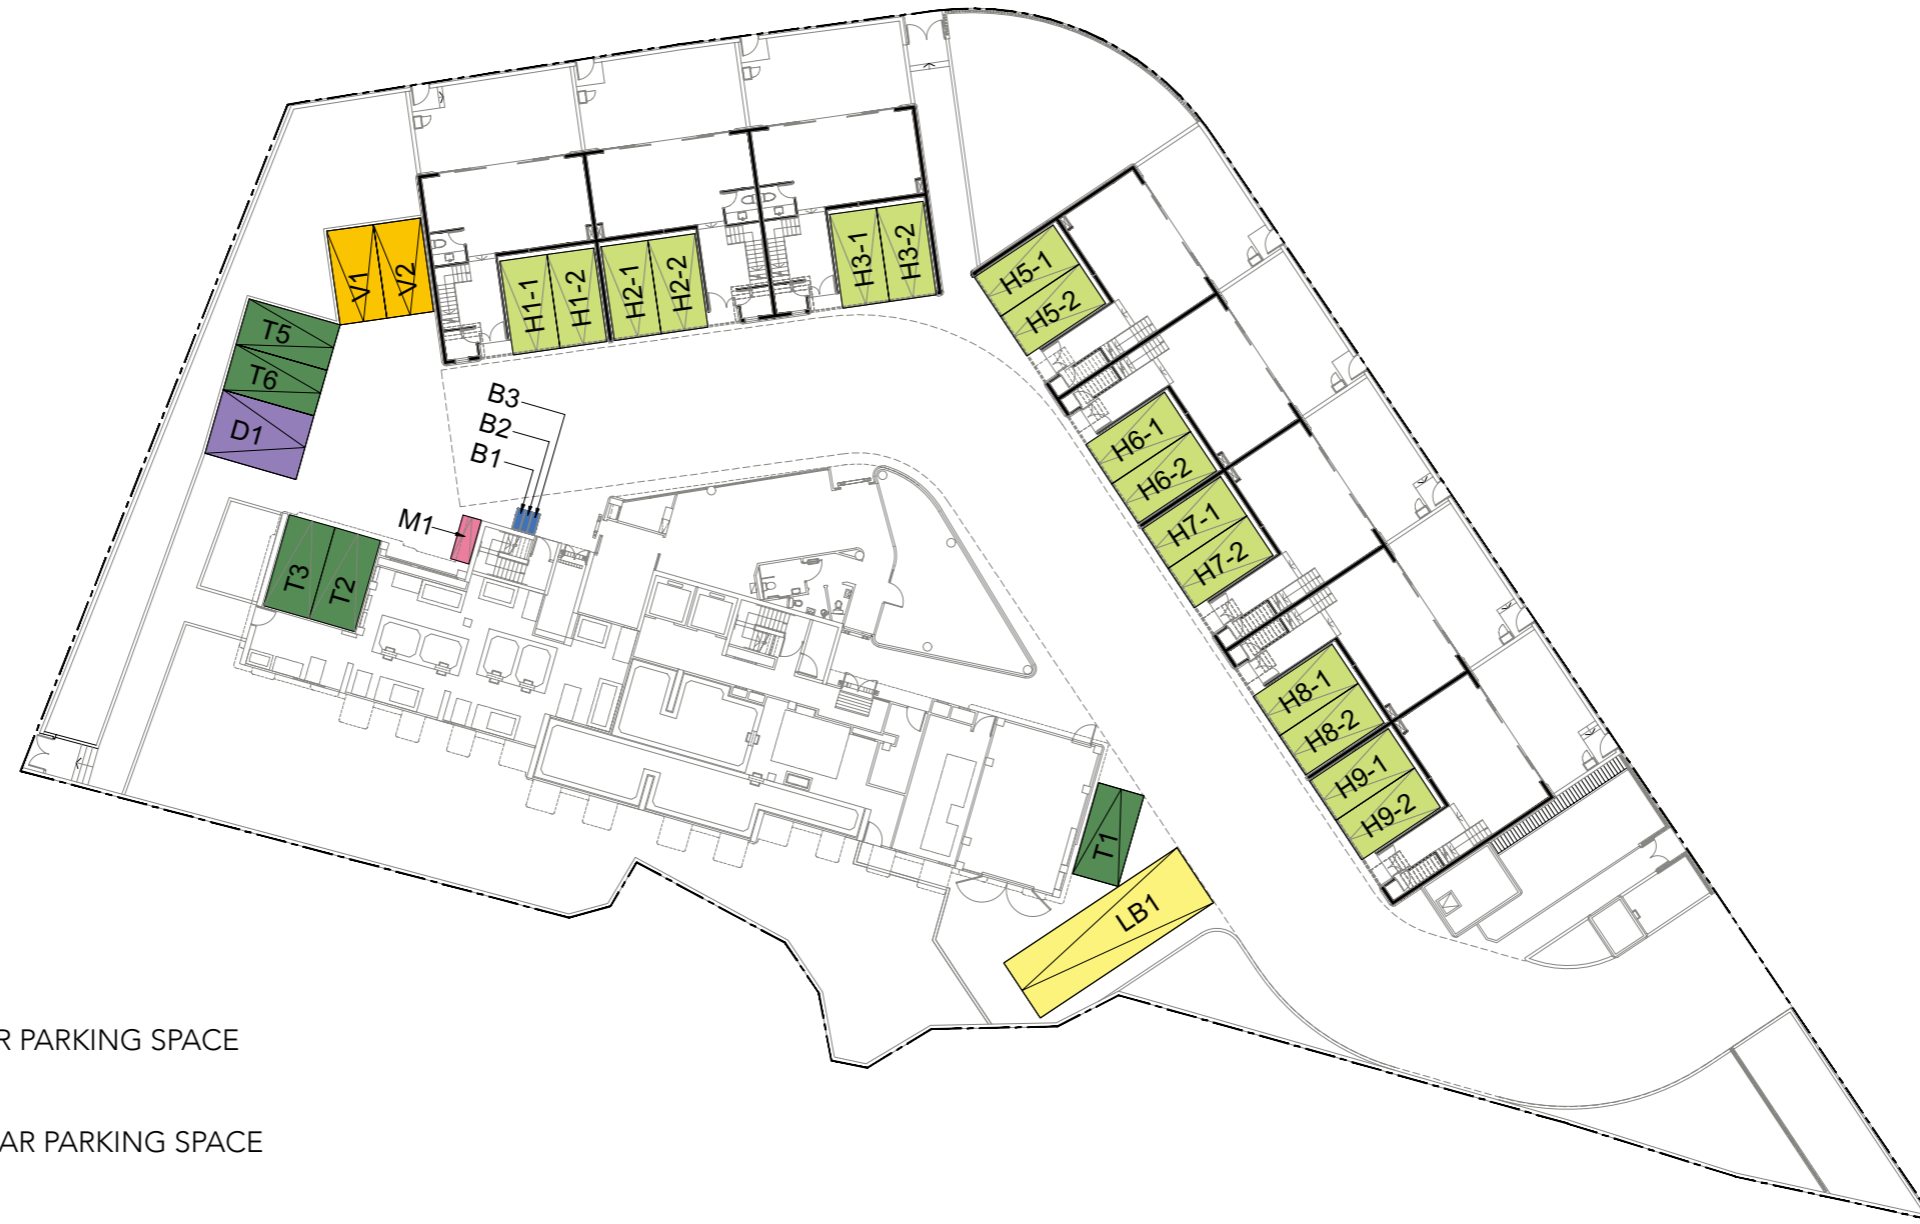 V1
V2
H1-1
H1-2
H2-1
H2-2
H3-1
H3-2
H5-1
H5-2
T5
T6
D1
B3
B2
B1
M1
T3
T2
H6-1
H6-2
H7-1
H7-2
H8-1
H8-2
H9-1
H9-2
T1
LB1
R PARKING SPACE
AR PARKING SPACE